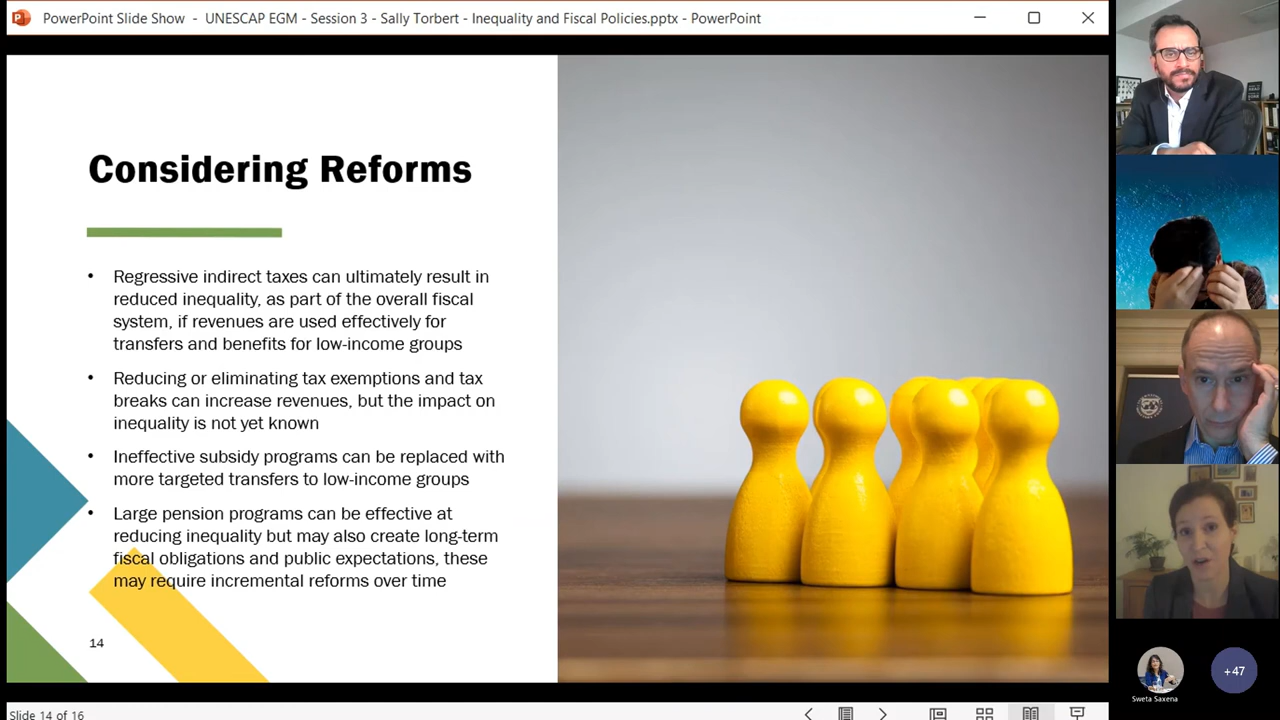 PowerPoint Slide Show - UNESCAP EGM - Session 3 - Sally Torbert - Inequality and Fiscal Policies.pptx - PowerPoint
Considering Reforms
• Regressive indirect taxes can ultimately result in
reduced inequality, as part of the overall fiscal
system, if revenues are used effectively for
transfers and benefits for low-income groups
• Reducing or eliminating tax exemptions and tax
breaks can increase revenues, but the impact on
inequality is not yet known
• Ineffective subsidy programs can be replaced with
more targeted transfers to low-income groups
• Large pension programs can be effective at
reducing inequality but may also create long-term
fiscal obligations and public expectations, these
may require incremental reforms over time
14
Slide 14 of 16
Sweta Saxena
+47